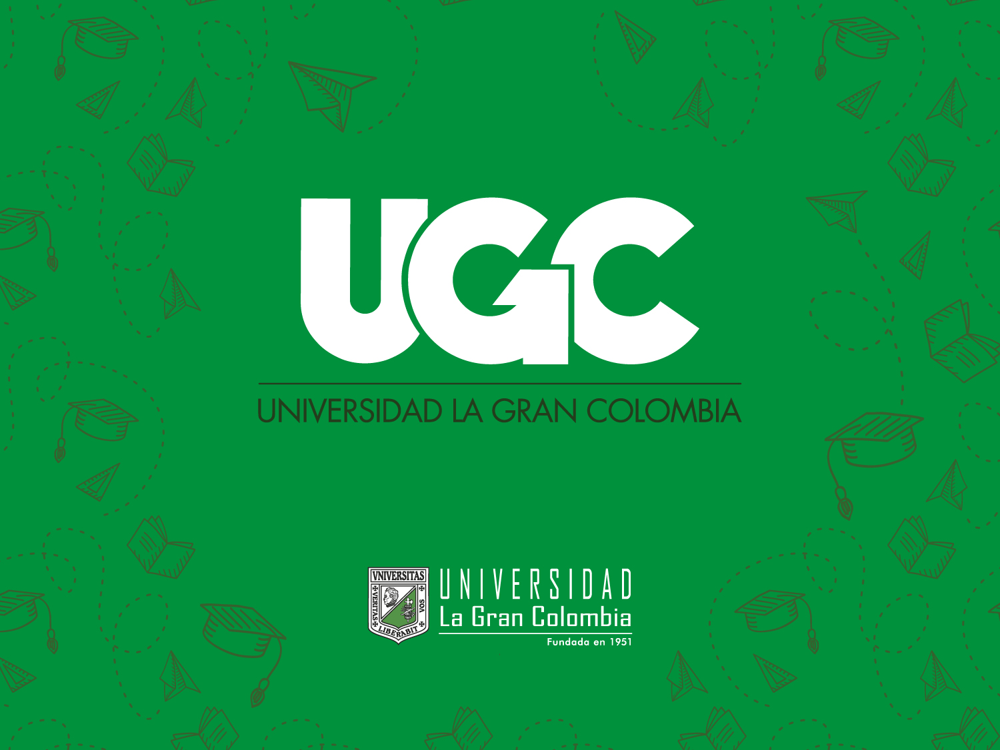 UGC
UNIVERSIDAD LA GRAN COLOMBIA
VNIVERSITAS
VERITAS
LIBERABIT
VOS
UNIVERSIDAD
La Gran Colombia
Fundada en 1951